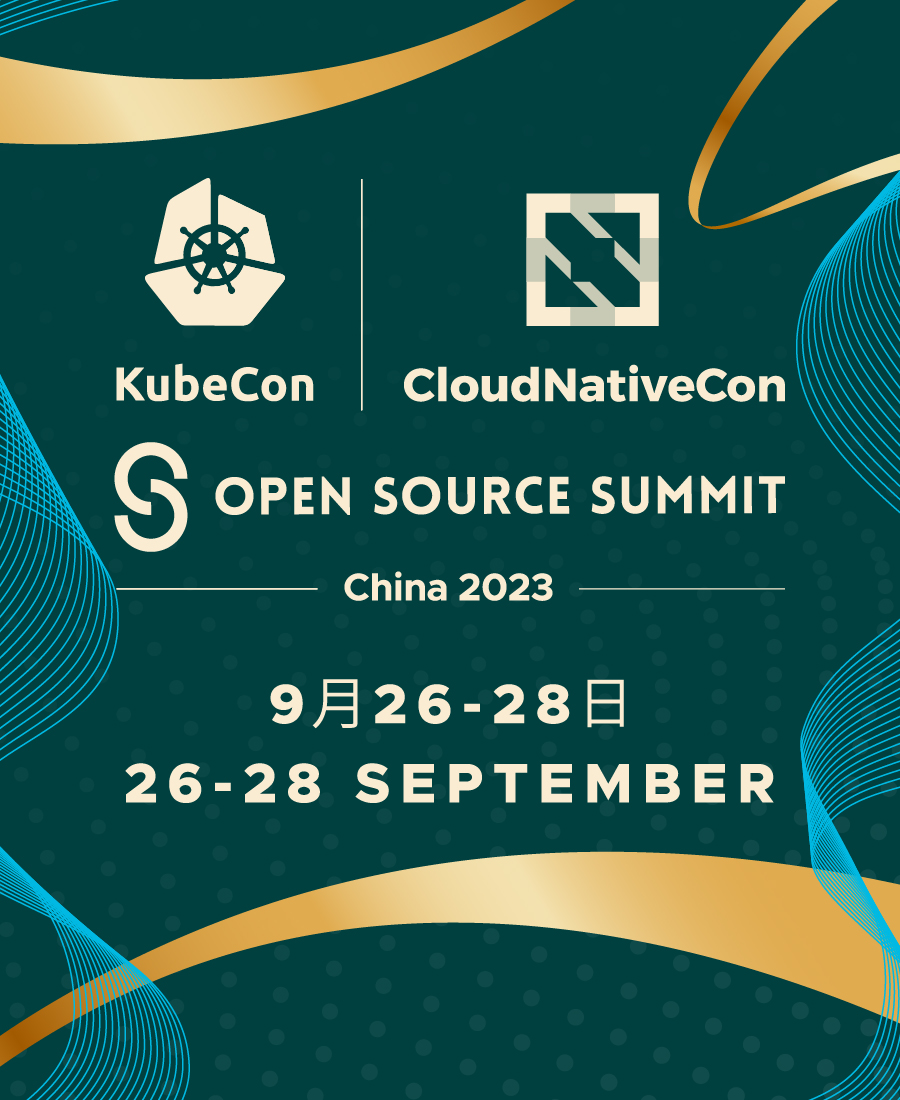 KubeCon
CloudNativeCon
OPEN SOURCE SUMMIT
China 2023
9月26-28日
26-28 SEPTEMBER